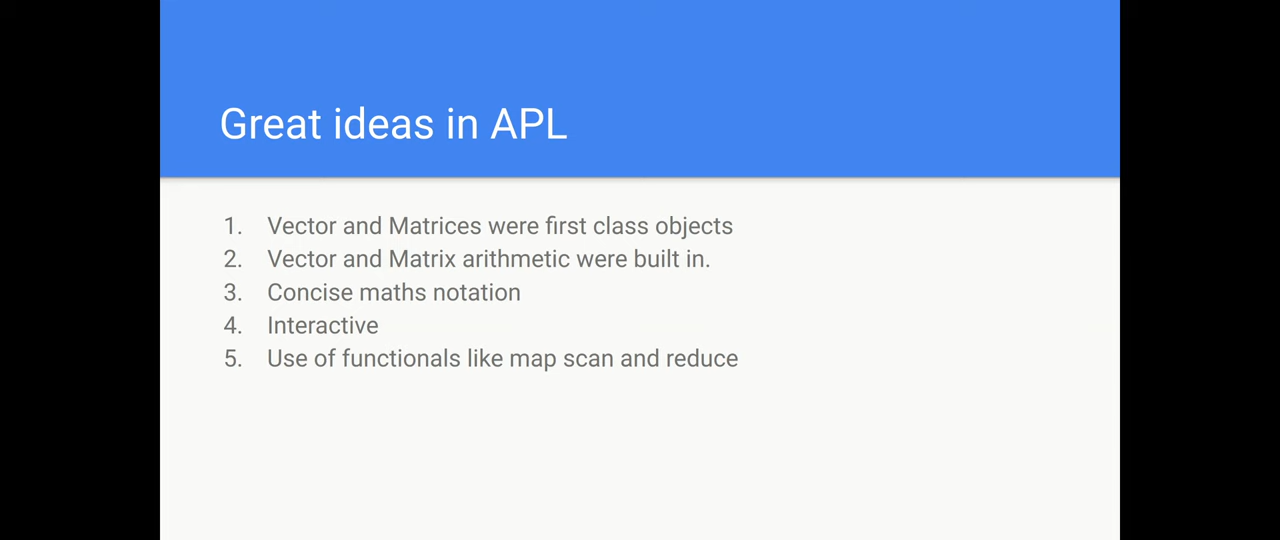 Great ideas in APL
1. Vector and Matrices were first class objects
2. Vector and Matrix arithmetic were built in.
3. Concise maths notation
4. Interactive
5. Use of functionals like map scan and reduce